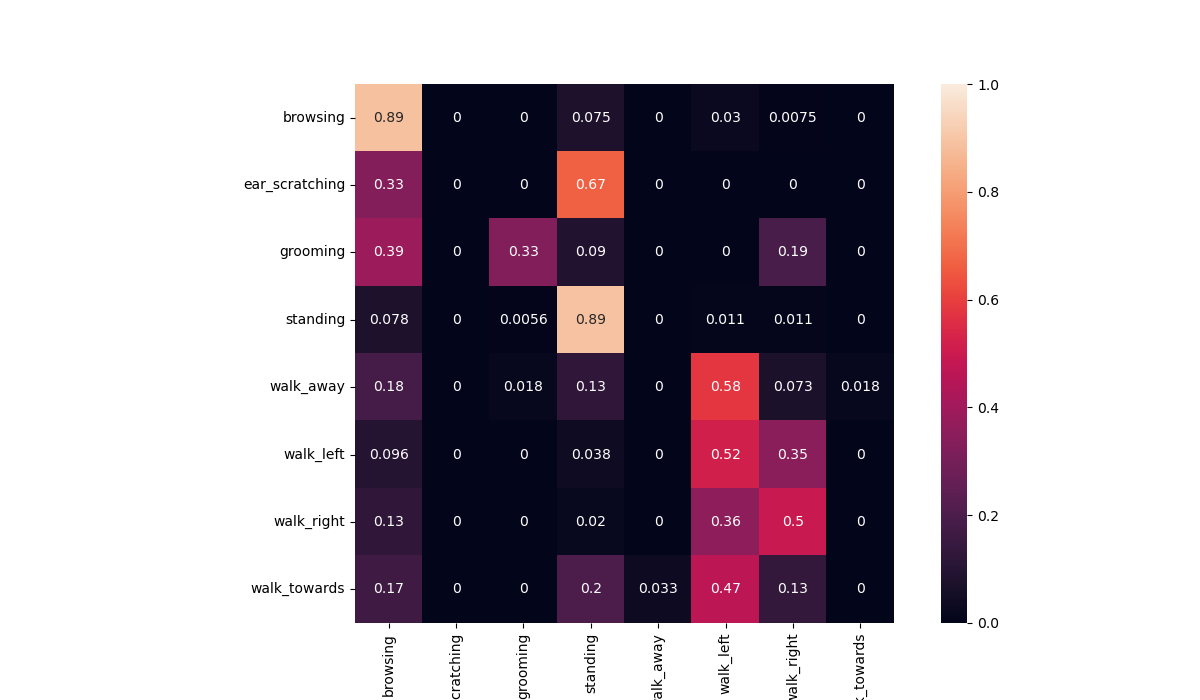 browsing 0.89 0 0 0.075 0 0.03 0.0075 0 1.0
ear_scratching 0.33 0 0 0.67 0 0 0 0 0.8
grooming 0.39 0 0.33 0.09 0 0 0.19 0
standing 0.078 0 0.0056 0.89 0 0.011 0.011 0 0.6
walk_away 0.18 0 0.018 0.13 0 0.58 0.073 0.018 0.4
walk_left 0.096 0 0 0.038 0 0.52 0.35 0
walk_right 0.13 0 0 0.02 0 0.36 0.5 0 0.2
walk_towards 0.17 0 0 0.2 0.033 0.47 0.13 0 0.0
browsing
cratching
grooming
standing
alk_away
walk_left
walk_right
_towards